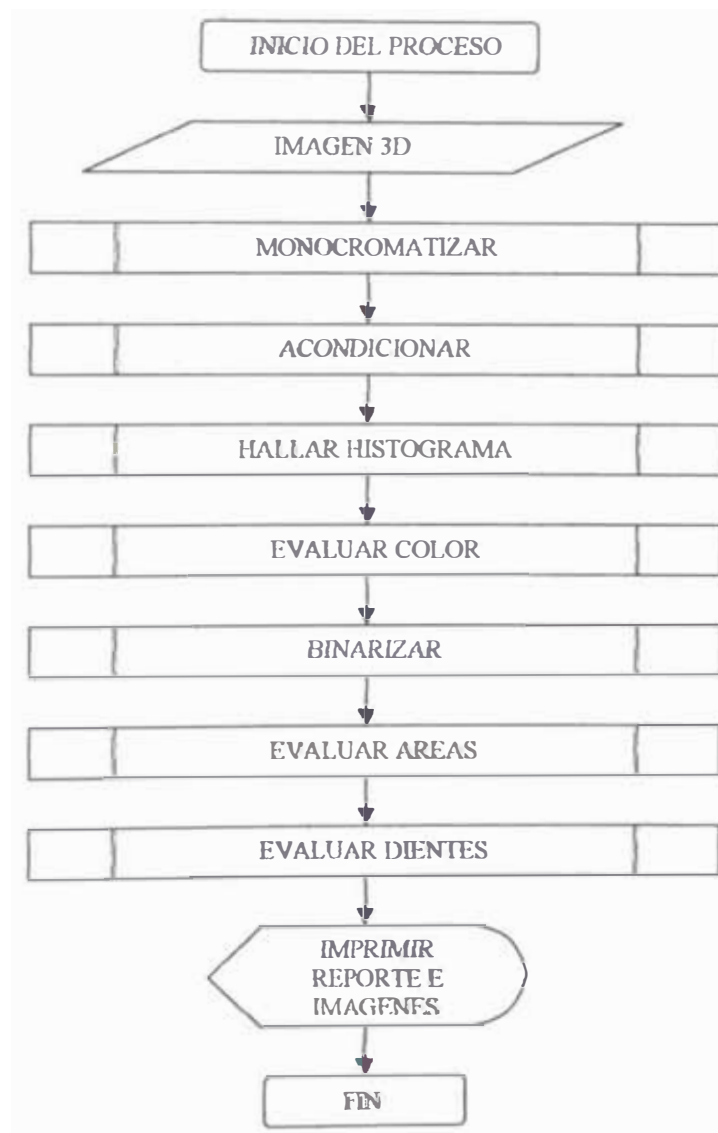 INICIO DEL PROCESO
IMAGEN 3D
MONOCROMATIZAR
ACONDICIONAR
HALLAR HISTOGRAMA
EVALUAR COLOR
BINARIZAR
EVALUAR AREAS
EVALUAR DIENTES
IMPRIMIR
REPORTE E
IMAGENES
FIN